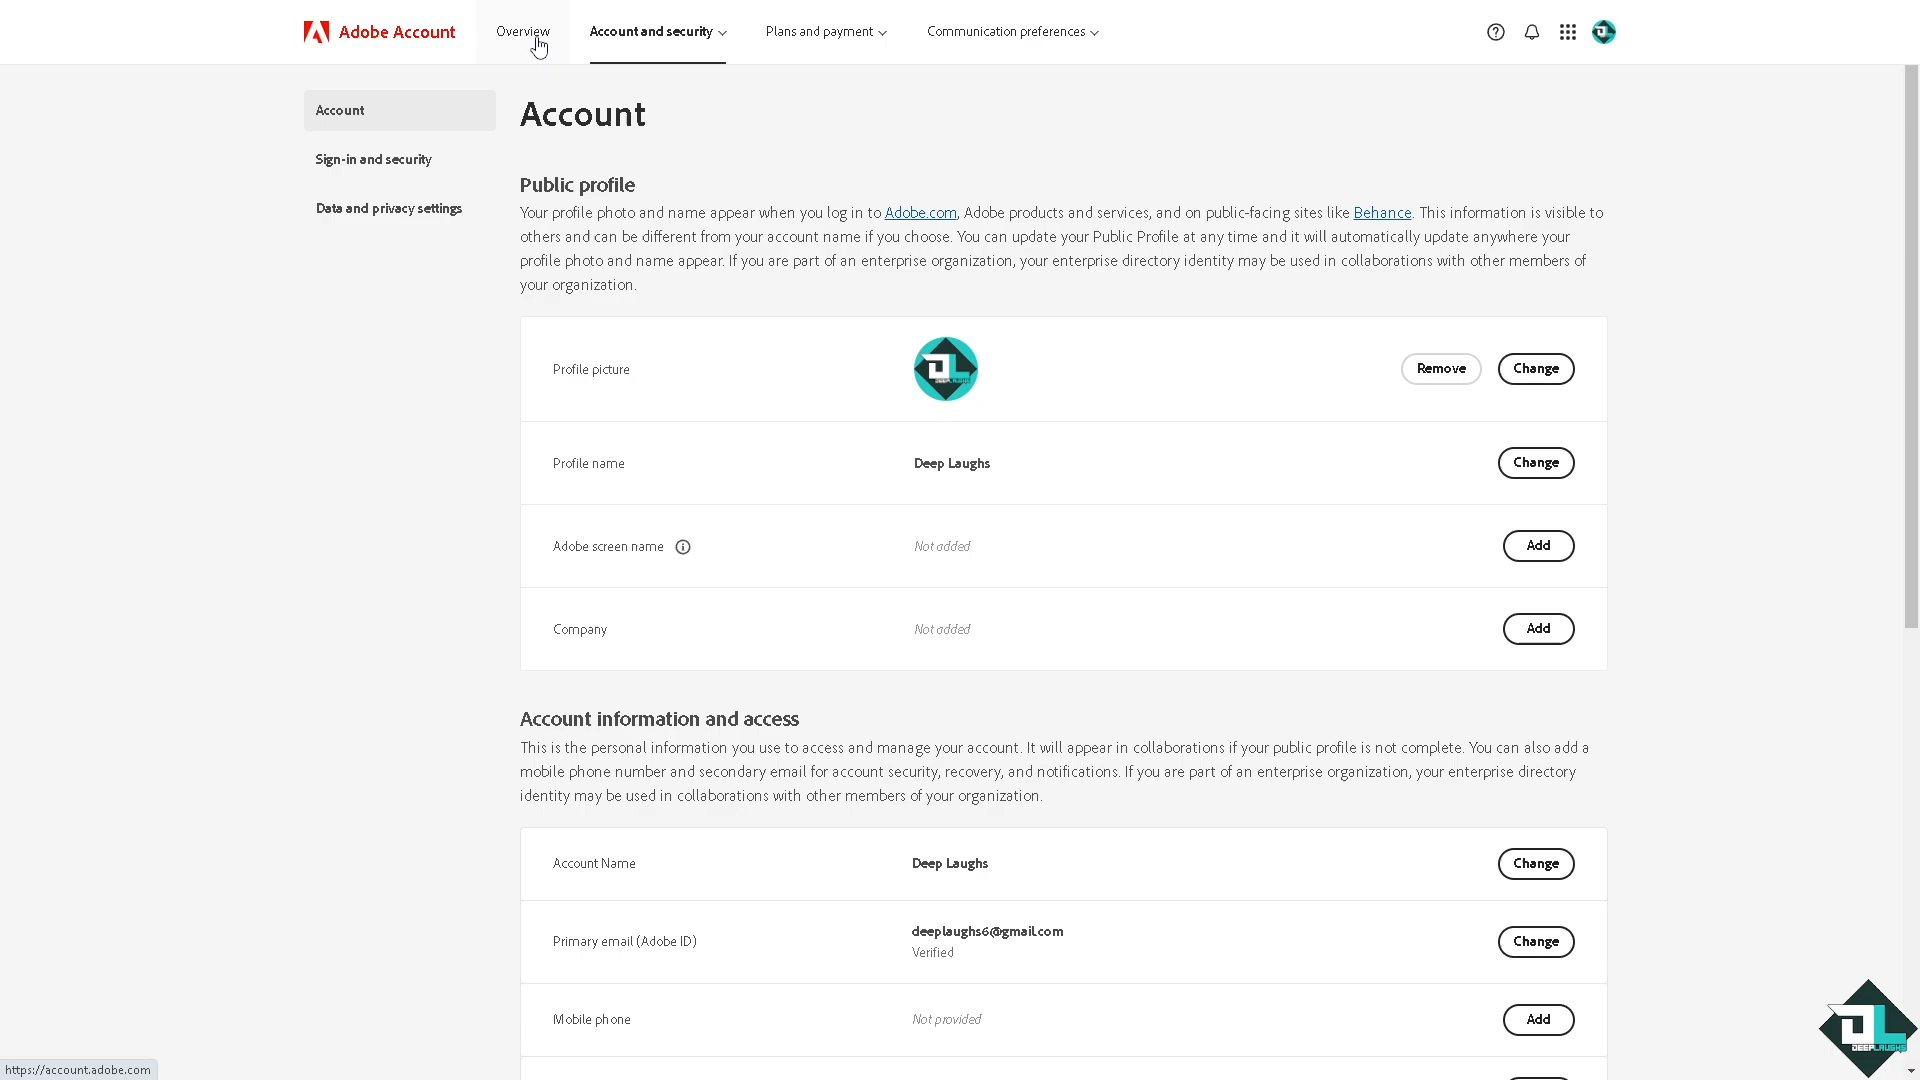 Adobe Account
Overview
Account and security
Plans and payment
Communication preferences
Account
Sign-in and security
Data and privacy settings
Account
Public profile
Your profile photo and name appear when you log in to Adobe.com, Adobe products and services, and on public-facing sites like Behance. This information is visible to
others and can be different from your account name if you choose. You can update your Public Profile at any time and it will automatically update anywhere your
profile photo and name appear. If you are part of an enterprise organization, your enterprise directory identity may be used in collaborations with other members of
your organization.
Profile picture
DL
DEEPLAUGHS
Remove
Change
Profile name
Deep Laughs
Change
Adobe screen name
Not added
Add
Company
Not added
Add
Account information and access
This is the personal information you use to access and manage your account. It will appear in collaborations if your public profile is not complete. You can also add a
mobile phone number and secondary email for account security, recovery, and notifications. If you are part of an enterprise organization, your enterprise directory
identity may be used in collaborations with other members of your organization.
Account Name
Deep Laughs
Change
Primary email (Adobe ID)
deeplaughs6@gmail.com
Verified
Change
Mobile phone
Not provided
Add
https://account.adobe.com
DL
DEEPLAUGHS